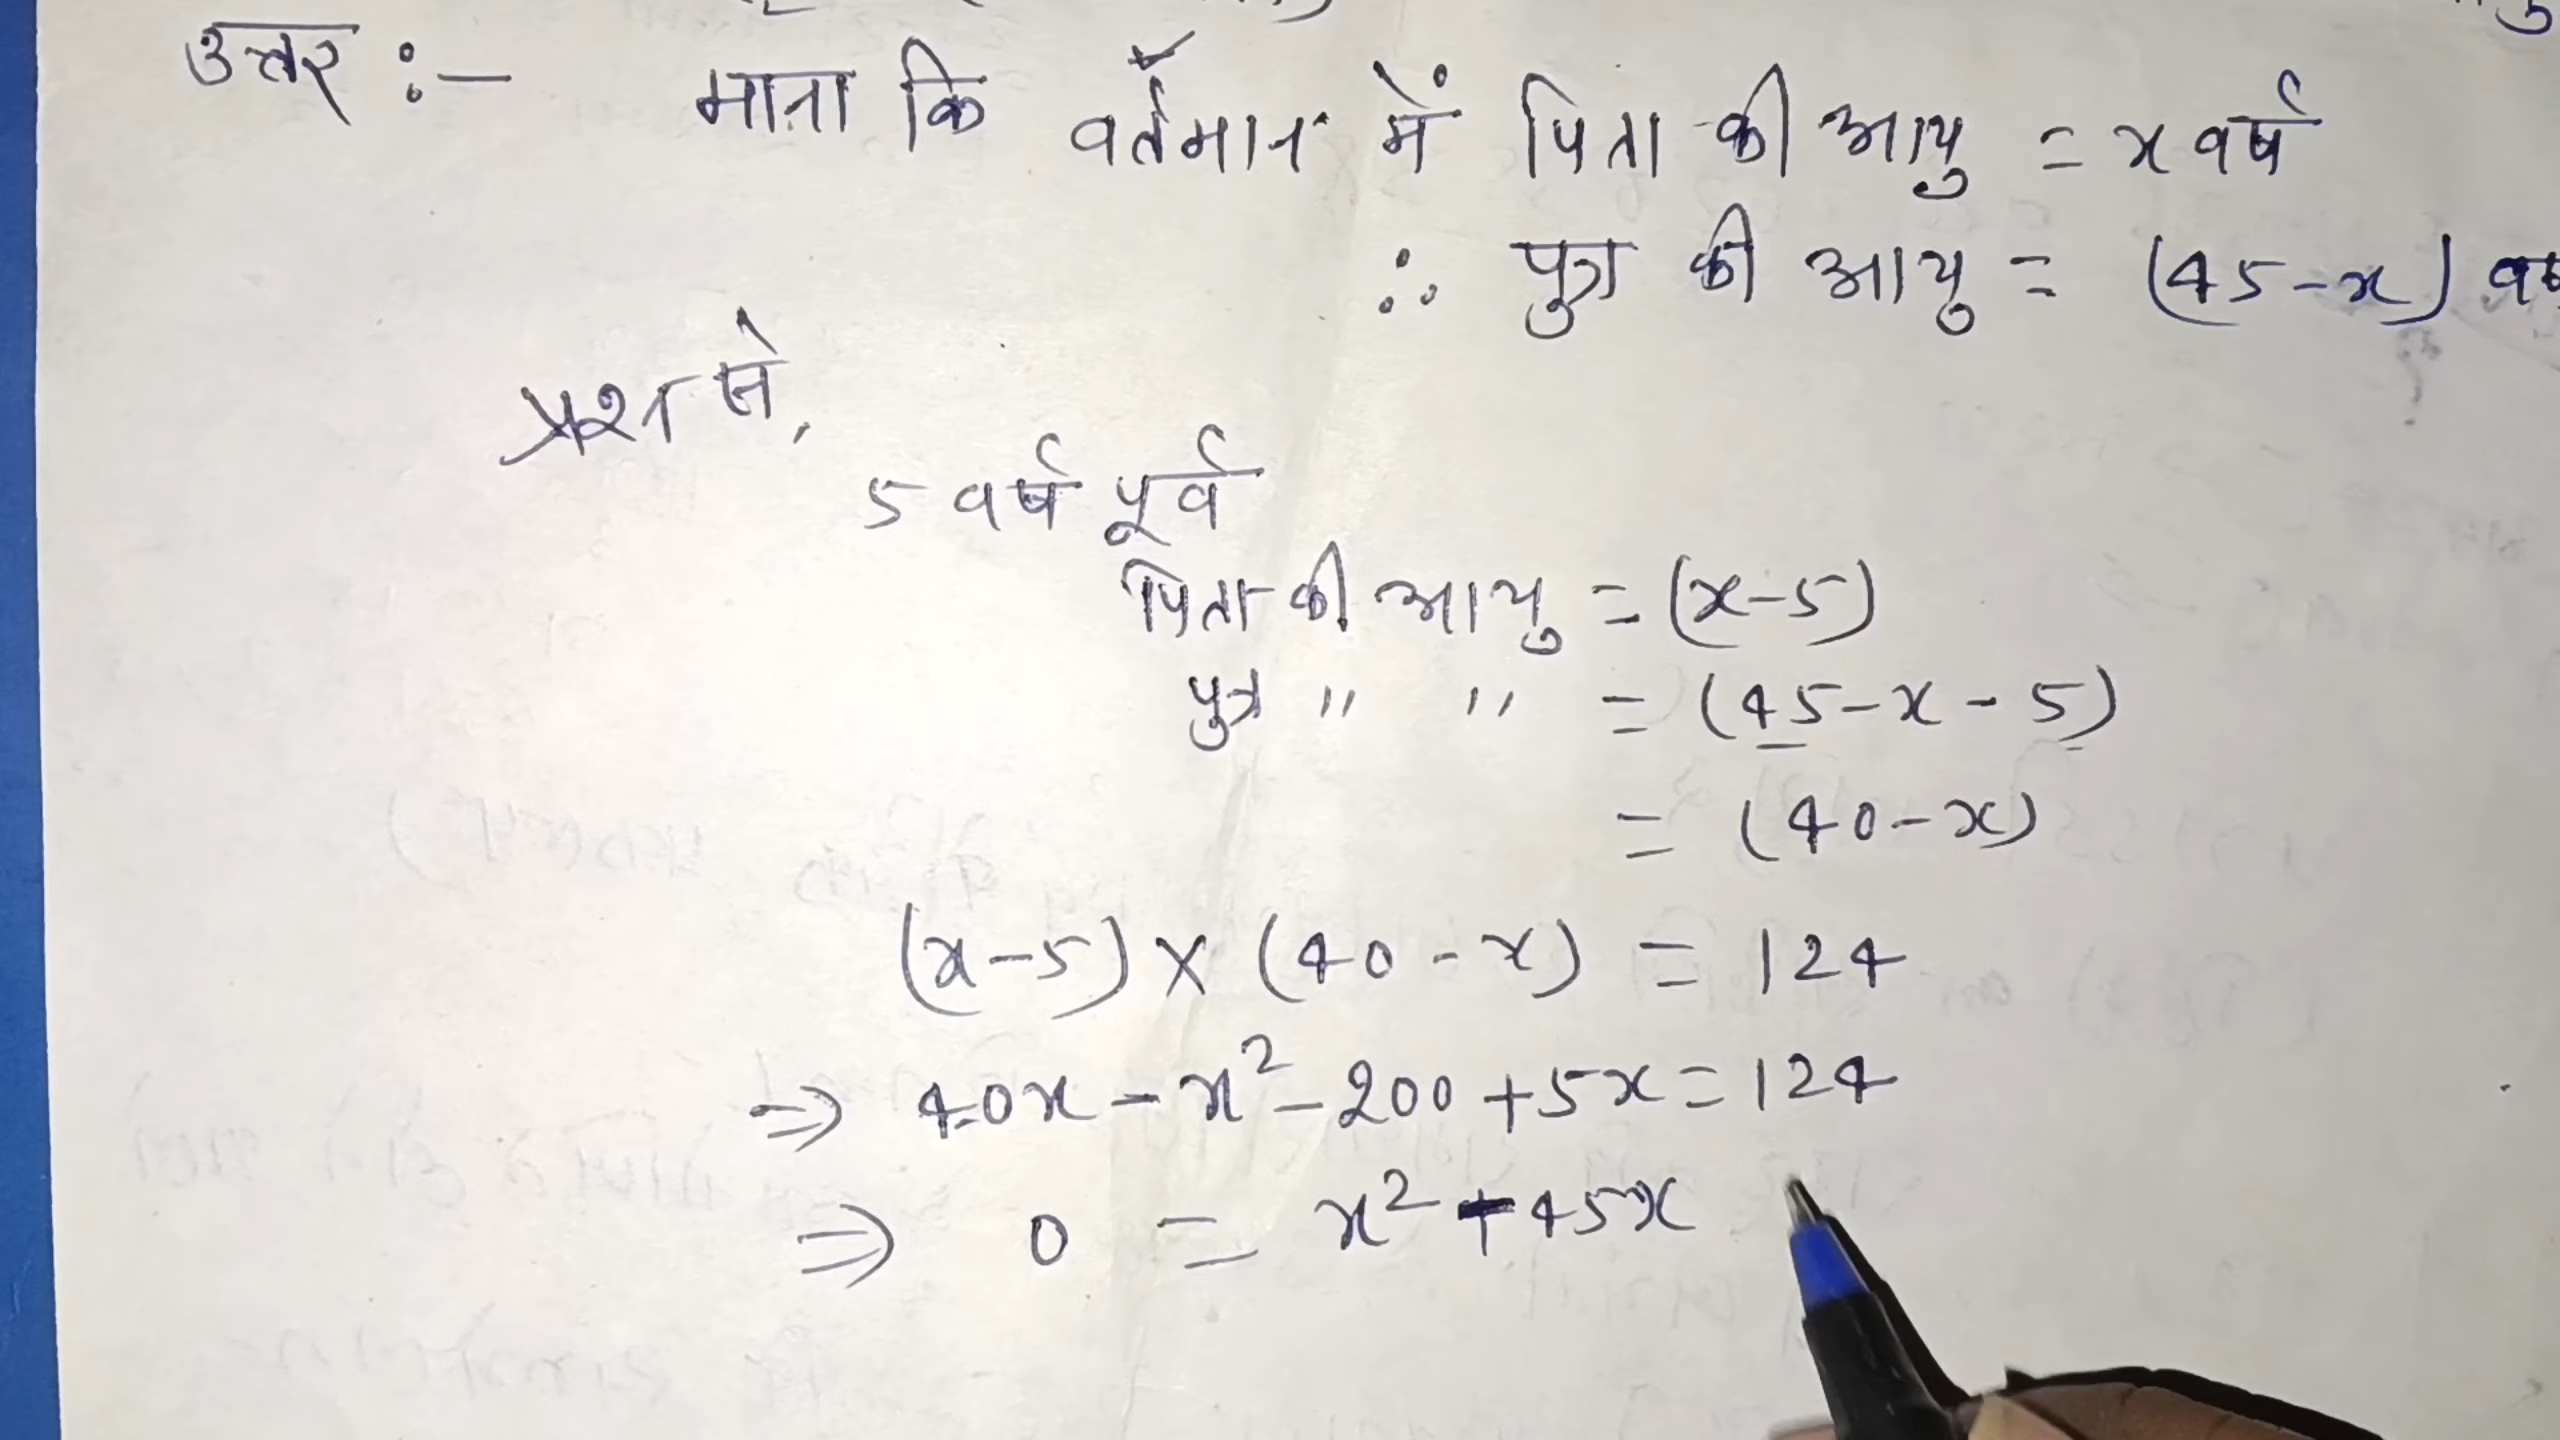 उत्तर :- माना कि वर्तमान में पिता की आयु = x वर्ष
∴ पुत्र की आयु = (45-x) वर्ष
प्रश्न से,
5 वर्ष पूर्व
पिता की आयु = (x-5)
पुत्र " " = (45-x-5)
= (40-x)
(x-5) × (40-x) = 124
⇒ 40x - x² - 200 + 5x = 124
⇒ 0 = x² - 45x